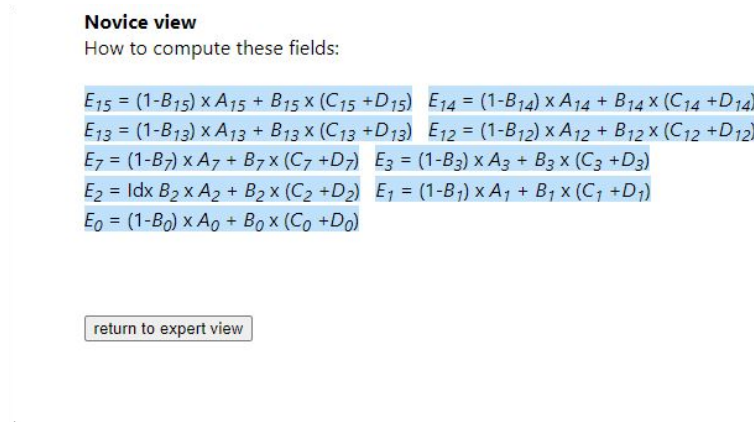 Novice view
How to compute these fields:
E15 = (1-B15) x A15 + B15 x (C15 +D15) E14 = (1-B14) x A14 + B14 x (C14 +D14)
E13 = (1-B13) x A13 + B13 x (C13 +D13) E12 = (1-B12) x A12 + B12 x (C12 +D12)
E7 = (1-B7) x A7 + B7 x (C7 +D7) E3 = (1-B3) x A3 + B3 x (C3 +D3)
E2 = Idx B2 x A2 + B2 x (C2 +D2) E1 = (1-B1) x A1 + B1 x (C1 +D1)
E0 = (1-B0) x A0 + B0 x (C0 +D0)
return to expert view